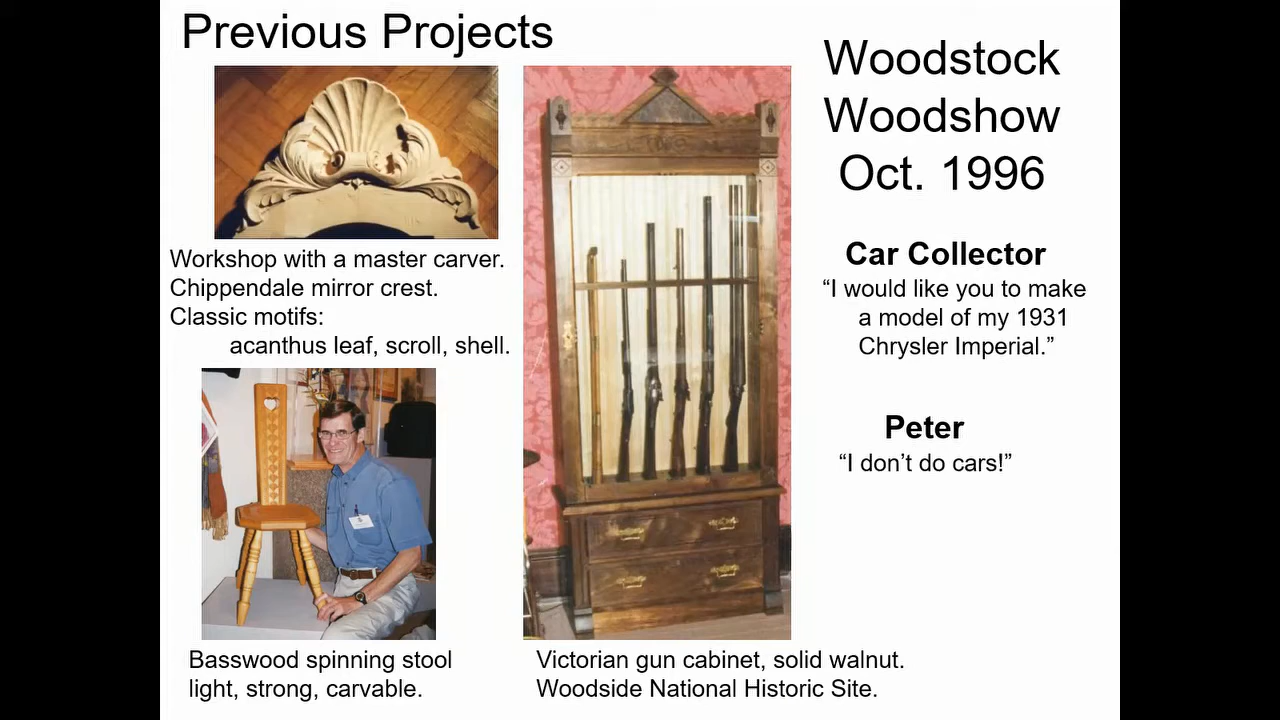 Previous Projects
Workshop with a master carver.
Chippendale mirror crest.
Classic motifs:
acanthus leaf, scroll, shell.
Basswood spinning stool
light, strong, carvable.
Victorian gun cabinet, solid walnut.
Woodside National Historic Site.
Woodstock
Woodshow
Oct. 1996
Car Collector
“I would like you to make
a model of my 1931
Chrysler Imperial.”
Peter
“I don’t do cars!”